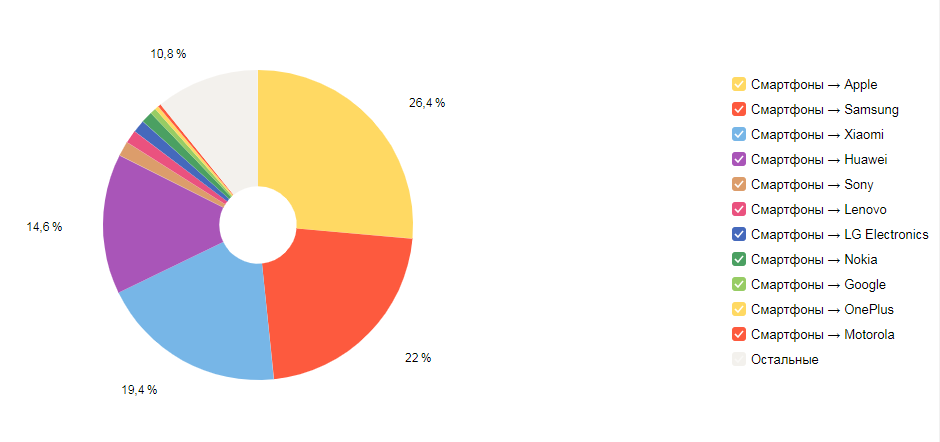 10,8 %
26,4 %
14,6 %
22 %
19,4 %
Смартфоны → Apple
Смартфоны → Samsung
Смартфоны → Xiaomi
Смартфоны → Huawei
Смартфоны → Sony
Смартфоны → Lenovo
Смартфоны → LG Electronics
Смартфоны → Nokia
Смартфоны → Google
Смартфоны → OnePlus
Смартфоны → Motorola
Остальные